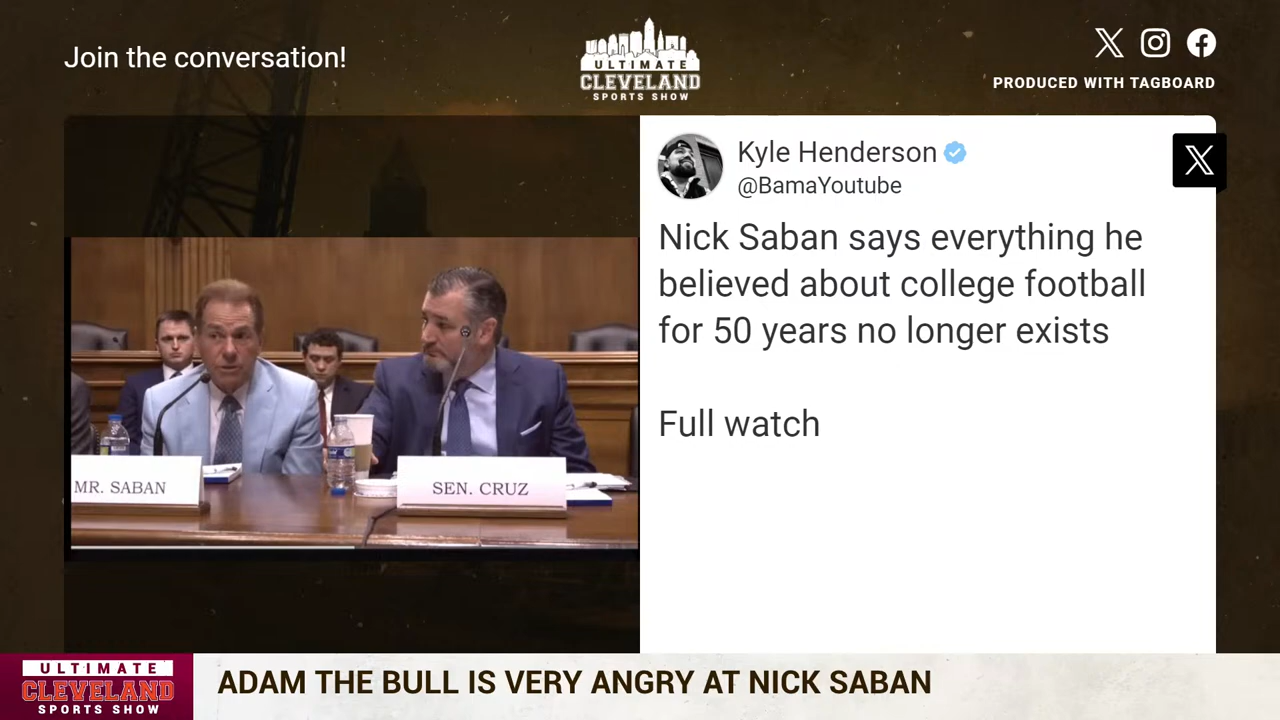 Join the conversation!
ULTIMATE
CLEVELAND
SPORTS SHOW
PRODUCED WITH TAGBOARD
Kyle Henderson
@BamaYoutube
Nick Saban says everything he
believed about college football
for 50 years no longer exists
Full watch
MR. SABAN
SEN. CRUZ
ULTIMATE
CLEVELAND
SPORTS SHOW
ADAM THE BULL IS VERY ANGRY AT NICK SABAN